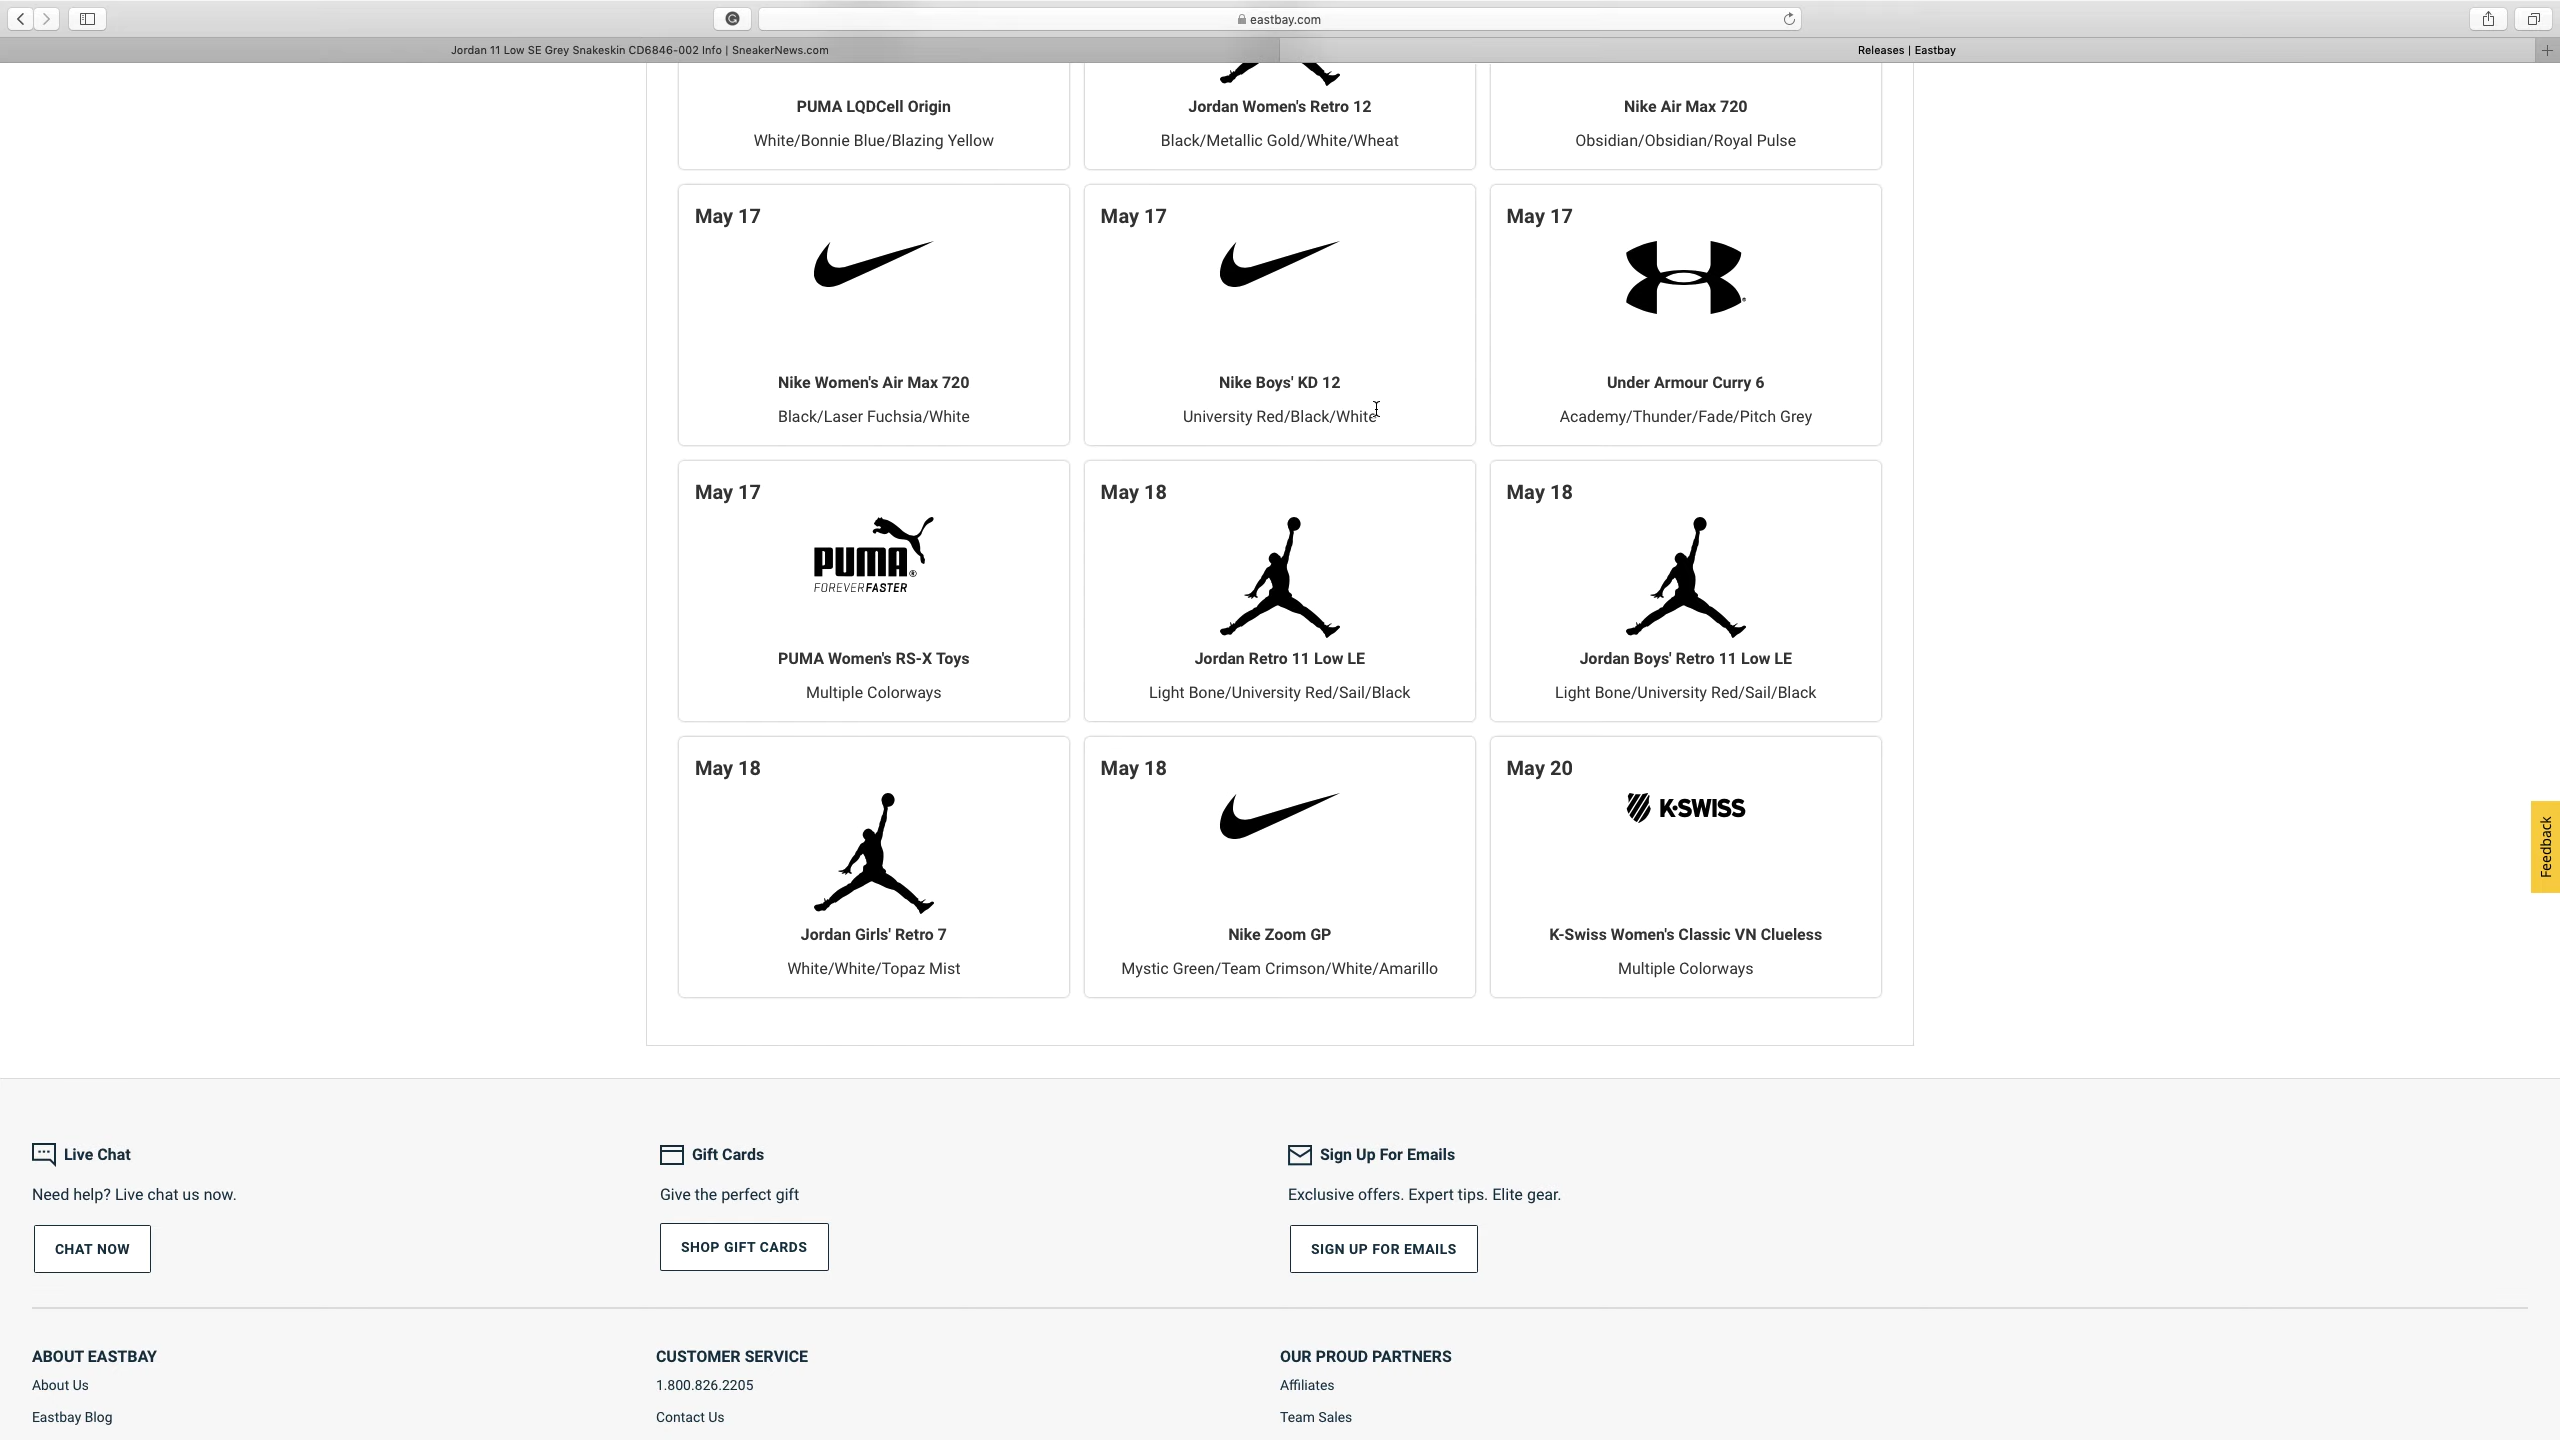 eastbay.com
Jordan 11 Low SE Grey Snakeskin CD6846-002 Info | SneakerNews.com
Releases | Eastbay
PUMA LQDCell Origin
White/Bonnie Blue/Blazing Yellow
Jordan Women's Retro 12
Black/Metallic Gold/White/Wheat
Nike Air Max 720
Obsidian/Obsidian/Royal Pulse
May 17
Nike Women's Air Max 720
Black/Laser Fuchsia/White
May 17
Nike Boys' KD 12
University Red/Black/White
May 17
Under Armour Curry 6
Academy/Thunder/Fade/Pitch Grey
May 17
PUMA®
FOREVERFASTER
PUMA Women's RS-X Toys
Multiple Colorways
May 18
Jordan Retro 11 Low LE
Light Bone/University Red/Sail/Black
May 18
Jordan Boys' Retro 11 Low LE
Light Bone/University Red/Sail/Black
May 18
Jordan Girls' Retro 7
White/White/Topaz Mist
May 18
Nike Zoom GP
Mystic Green/Team Crimson/White/Amarillo
May 20
K·SWISS
K-Swiss Women's Classic VN Clueless
Multiple Colorways
Feedback
Live Chat
Need help? Live chat us now.
CHAT NOW
Gift Cards
Give the perfect gift
SHOP GIFT CARDS
Sign Up For Emails
Exclusive offers. Expert tips. Elite gear.
SIGN UP FOR EMAILS
ABOUT EASTBAY
About Us
Eastbay Blog
CUSTOMER SERVICE
1.800.826.2205
Contact Us
OUR PROUD PARTNERS
Affiliates
Team Sales